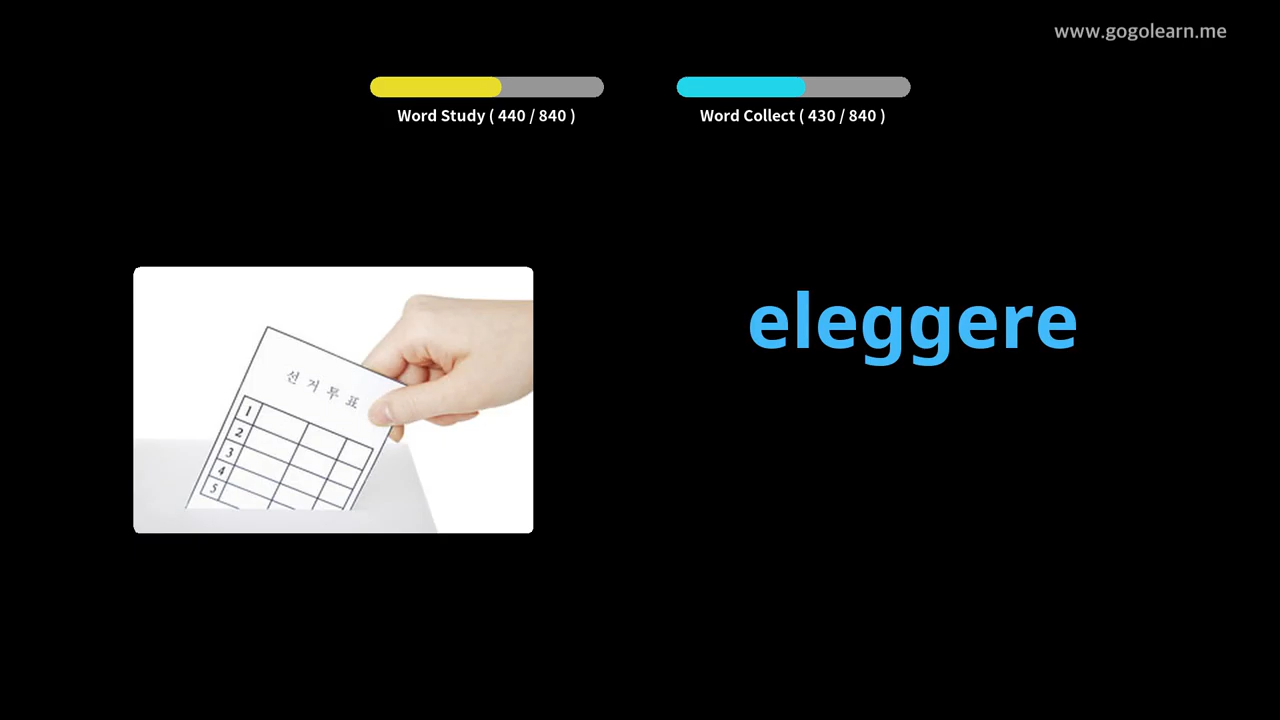 www.gogolearn.me
Word Study ( 440 / 840 )
Word Collect ( 430 / 840 )
eleggere
선거투표
1
2
3
4
5